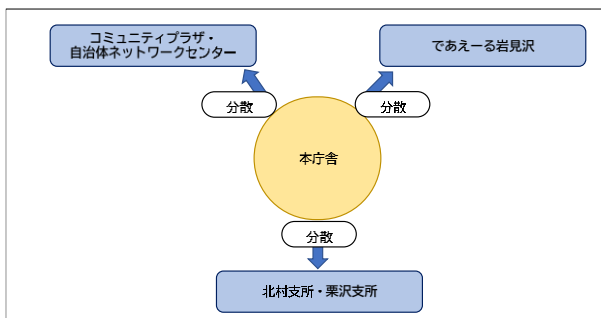 コミュニティプラザ・
自治体ネットワークセンター
であえーる岩見沢
分散
分散
本庁舎
分散
北村支所・栗沢支所